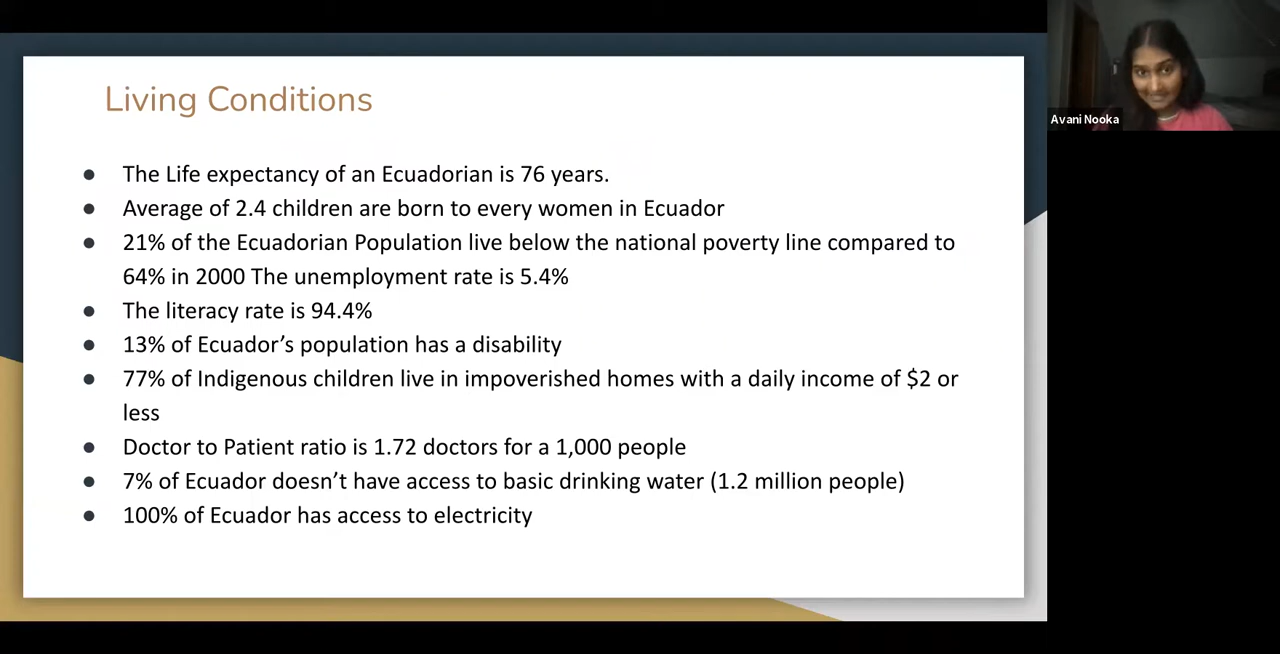 Living Conditions
● The Life expectancy of an Ecuadorian is 76 years.
● Average of 2.4 children are born to every women in Ecuador
● 21% of the Ecuadorian Population live below the national poverty line compared to
64% in 2000 The unemployment rate is 5.4%
● The literacy rate is 94.4%
● 13% of Ecuador’s population has a disability
● 77% of Indigenous children live in impoverished homes with a daily income of $2 or
less
● Doctor to Patient ratio is 1.72 doctors for a 1,000 people
● 7% of Ecuador doesn’t have access to basic drinking water (1.2 million people)
● 100% of Ecuador has access to electricity
Avani Nooka